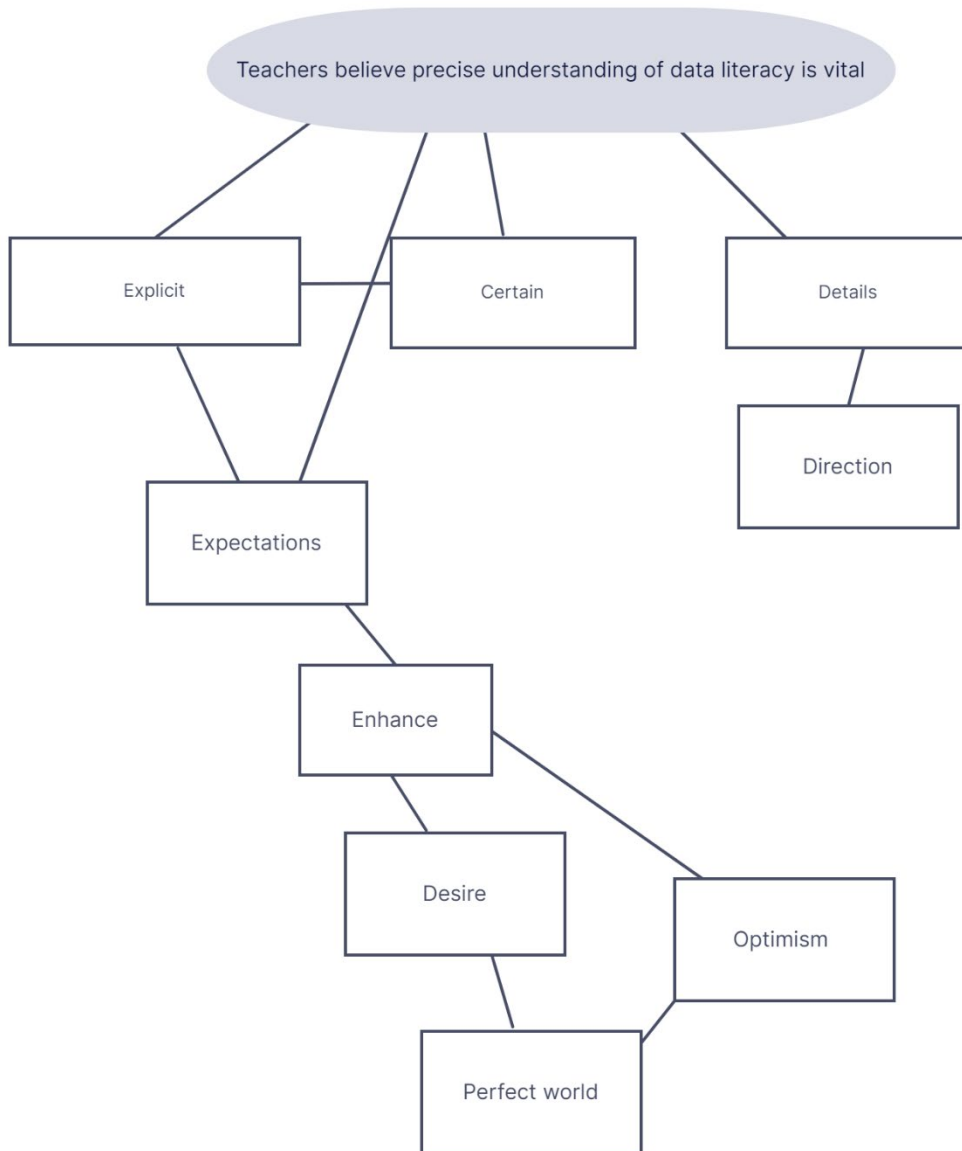 Teachers believe precise understanding of data literacy is vital
Explicit
Certain
Details
Direction
Expectations
Enhance
Desire
Optimism
Perfect world